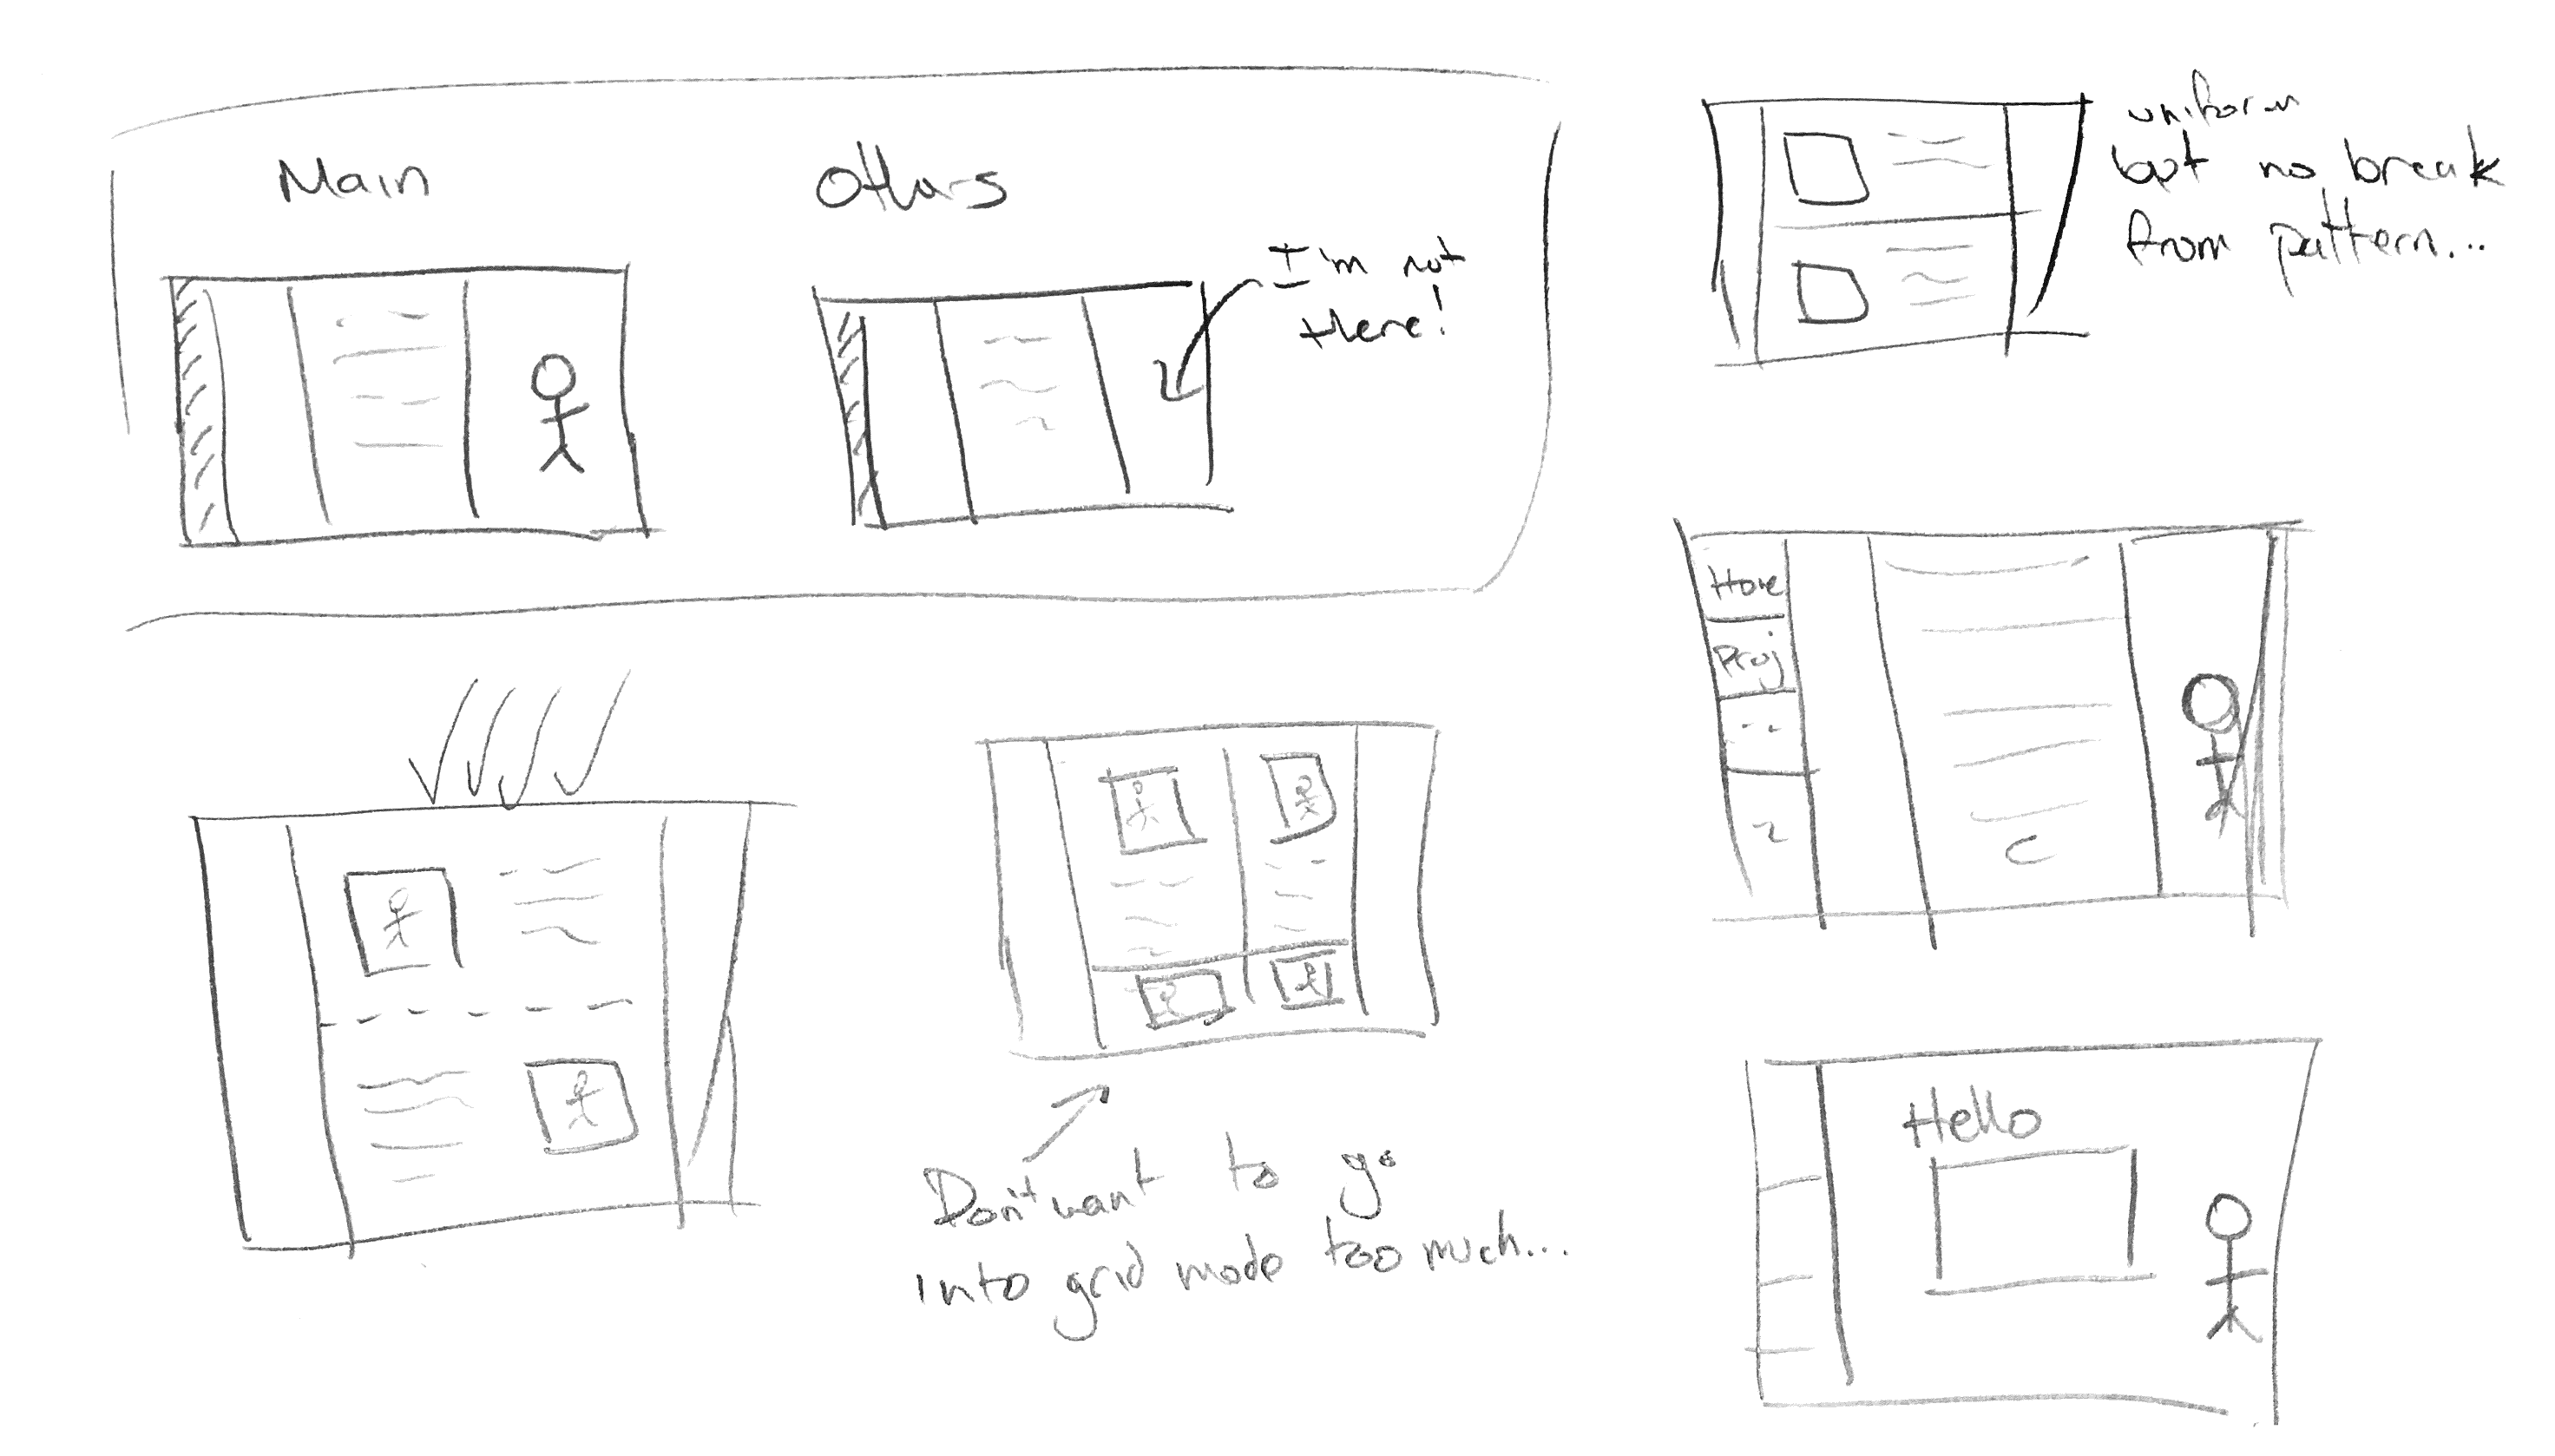 Main
Others
I'm not
there!
uniform
but no break
from pattern...
Home
Proj
Don't want to go
into grid mode too much...
Hello